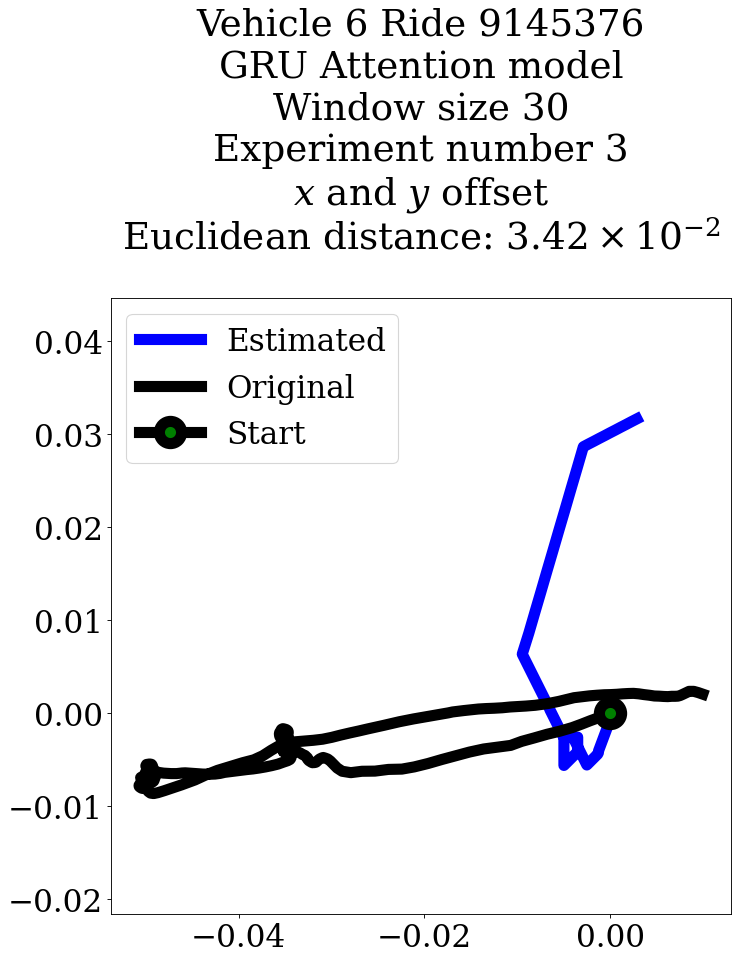 Vehicle 6 Ride 9145376
GRU Attention model
Window size 30
Experiment number 3
x and y offset
Euclidean distance: 3.42 × 10⁻²
Estimated
Original
Start
0.04
0.03
0.02
0.01
0.00
−0.01
−0.02
−0.04 −0.02 0.00